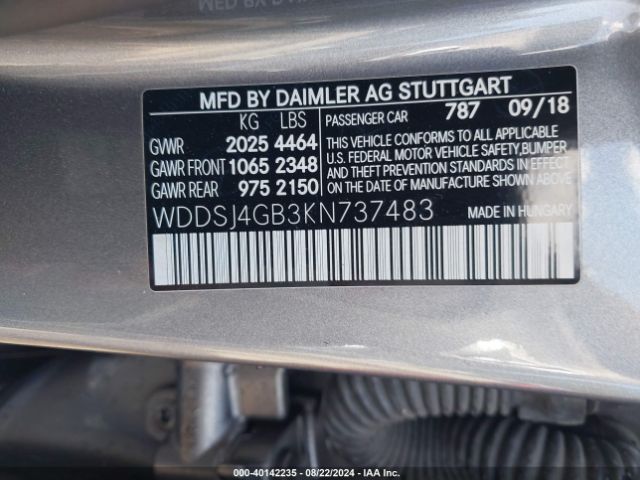 MFD BY DAIMLER AG STUTTGART
KG LBS PASSENGER CAR 787 09/18
GVWR 2025 4464
GAWR FRONT 1065 2348
GAWR REAR 975 2150
THIS VEHICLE CONFORMS TO ALL APPLICABLE
U.S. FEDERAL MOTOR VEHICLE SAFETY,BUMPER
AND THEFT PREVENTION STANDARDS IN EFFECT
ON THE DATE OF MANUFACTURE SHOWN ABOVE.
WDDSJ4GB3KN737483 MADE IN HUNGARY
000-40142235 - 08/22/2024 - IAA Inc.